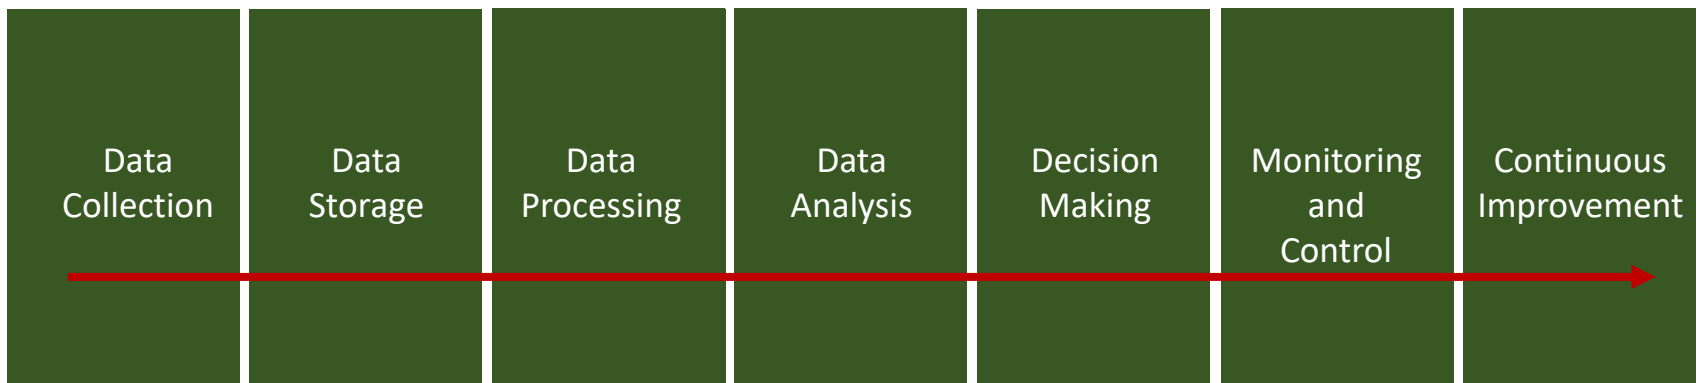 Data
Collection
Data
Storage
Data
Processing
Data
Analysis
Decision
Making
Monitoring
and
Control
Continuous
Improvement